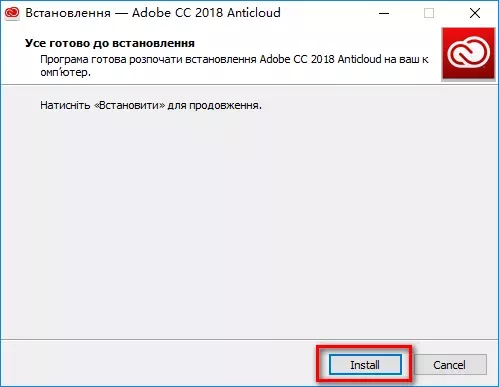 Встановлення — Adobe CC 2018 Anticloud
Усе готово до встановлення
Програма готова розпочати встановлення Adobe CC 2018 Anticloud на ваш к
омп'ютер.
Натисніть «Встановити» для продовження.
Install Cancel